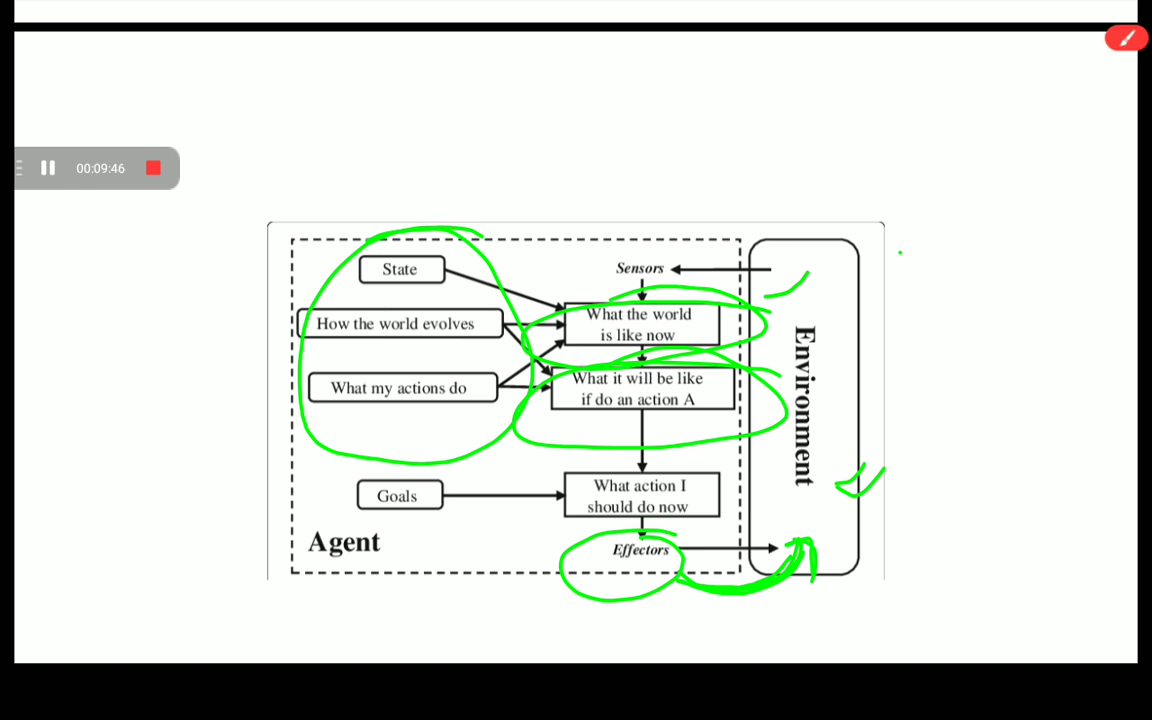 00:09:46
State
Sensors
How the world evolves
What the world
is like now
What my actions do
What it will be like
if do an action A
Environment
Goals
What action I
should do now
Agent
Effectors